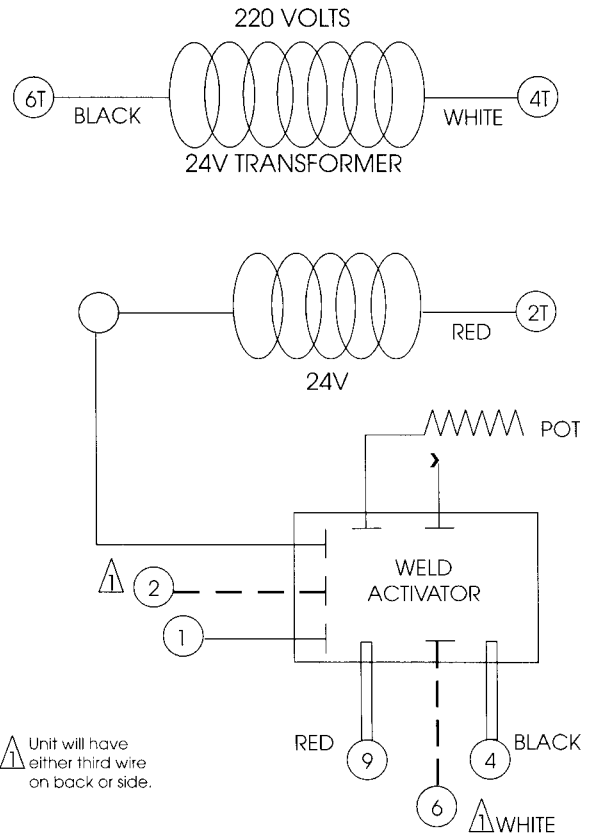 220 VOLTS
6T
BLACK
WHITE
4T
24V TRANSFORMER
RED
2T
24V
POT
WELD
ACTIVATOR
1
2
1
RED
9
4
BLACK
6
1
WHITE
1
Unit will have
either third wire
on back or side.